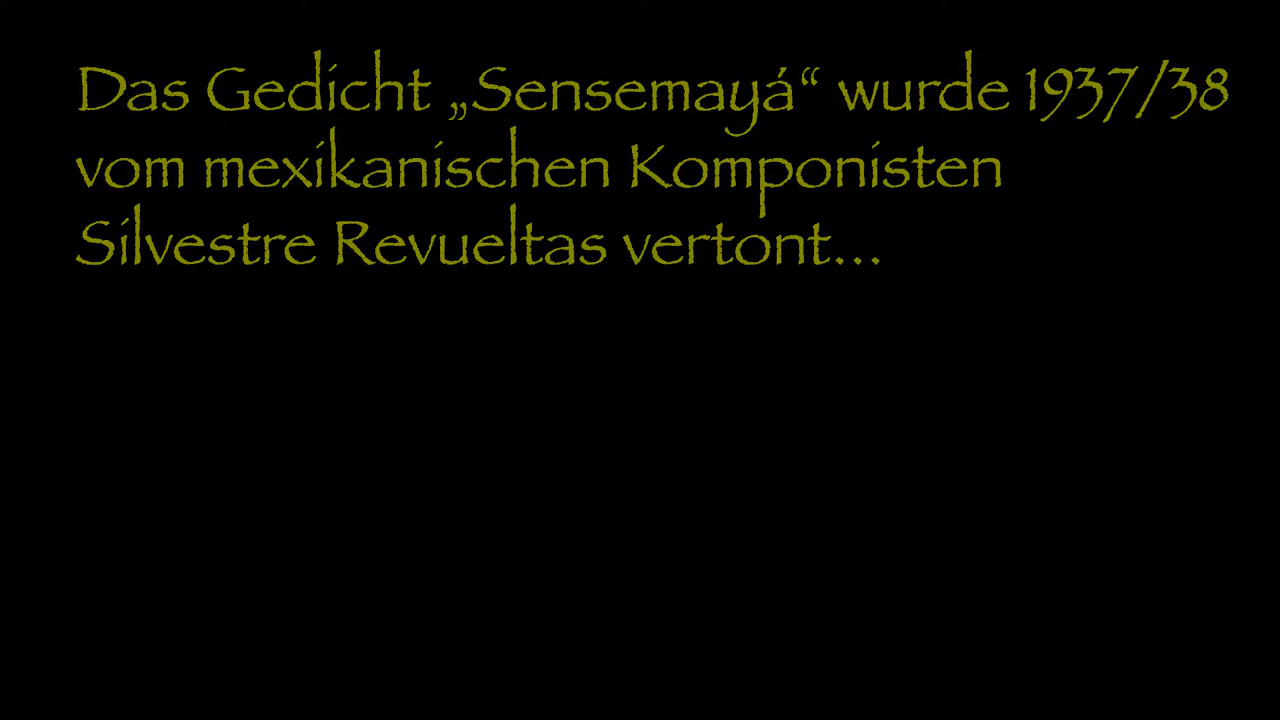 Das Gedicht „Sensemayá“ wurde 1937/38
vom mexikanischen Komponisten
Silvestre Revueltas vertont...